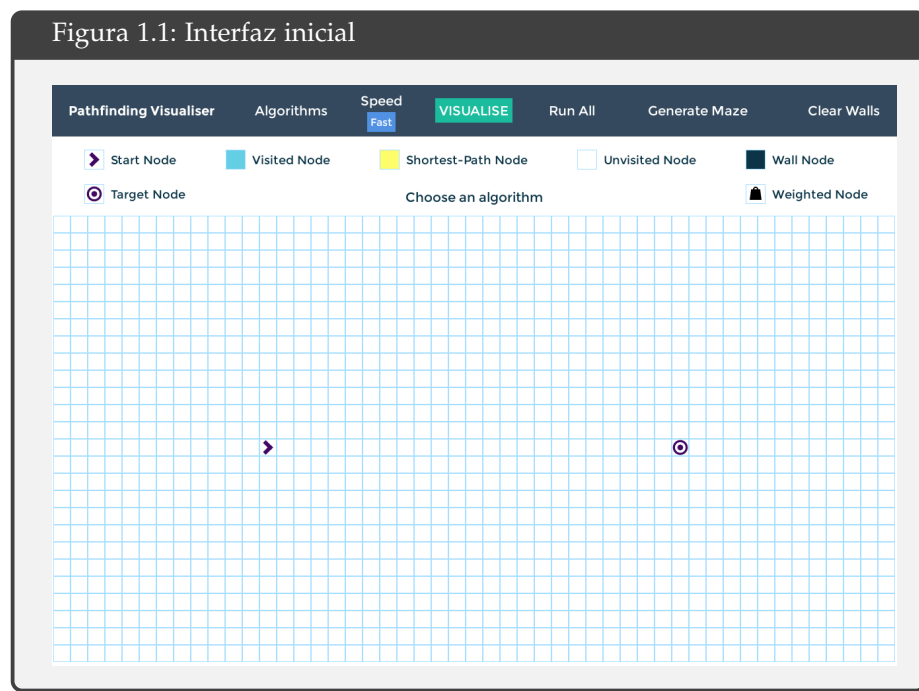 Figura 1.1: Interfaz inicial
Pathfinding Visualiser Algorithms Speed Fast VISUALISE Run All Generate Maze Clear Walls
Start Node Visited Node Shortest-Path Node Unvisited Node Wall Node
Target Node Choose an algorithm Weighted Node